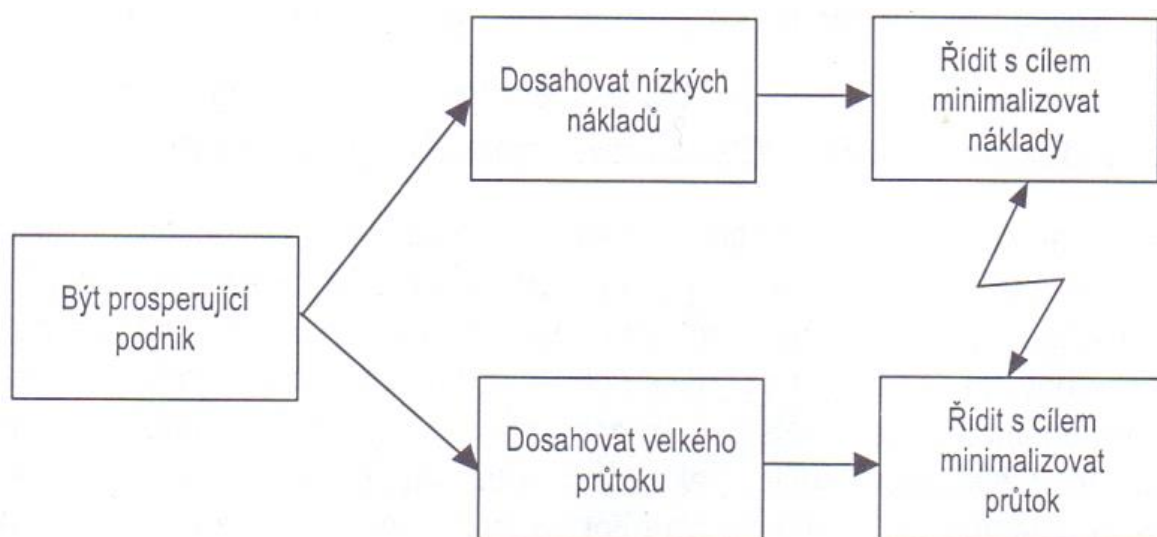 Dosahovat nízkých
nákladů
Řídit s cílem
minimalizovat
náklady
Být prosperující
podnik
Dosahovat velkého
průtoku
Řídit s cílem
minimalizovat
průtok